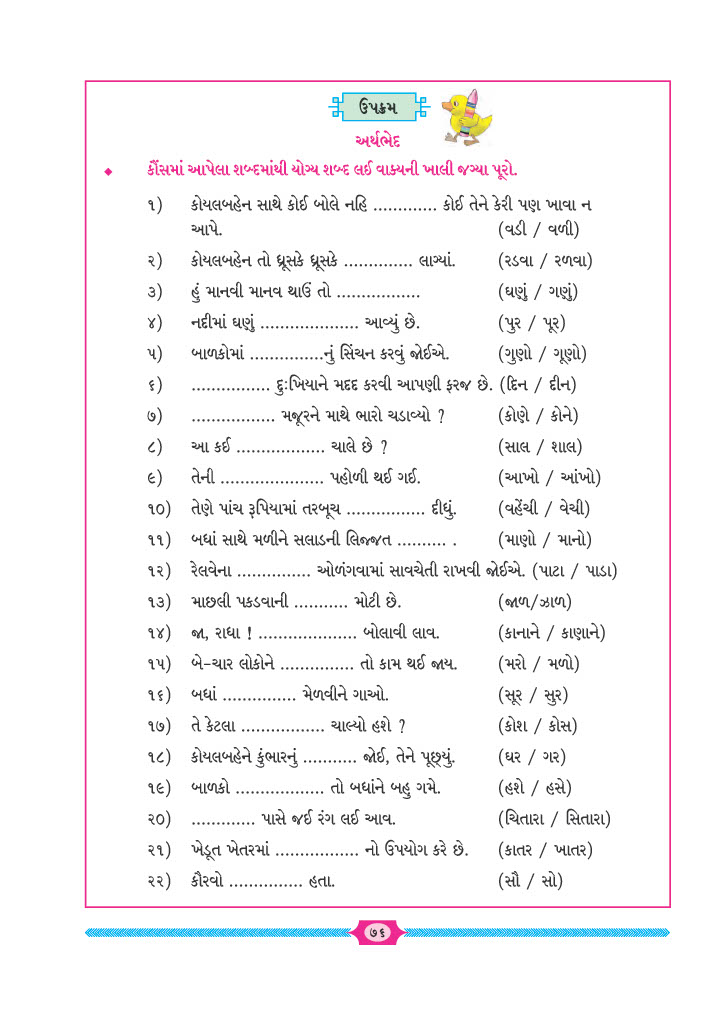 ઉપક્રમ
અર્થભેદ
◆ કૌંસમાં આપેલા શબ્દમાંથી યોગ્ય શબ્દ લઈ વાક્યની ખાલી જગ્યા પૂરો.
૧) કોયલબહેન સાથે કોઈ બોલે નહિ ............. કોઈ તેને કેરી પણ ખાવા ન
આપે. (વડી / વળી)
૨) કોયલબહેન તો ધ્રૂસકે ધ્રૂસકે .............. લાગ્યાં. (રડવા / રળવા)
૩) હું માનવી માનવ થાઉં તો ................. (ઘણું / ગણું)
૪) નદીમાં ઘણું .................... આવ્યું છે. (પુર / પૂર)
૫) બાળકોમાં ...............નું સિંચન કરવું જોઈએ. (ગુણો / ગૂણો)
૬) ................ દુઃખિયાને મદદ કરવી આપણી ફરજ છે. (દિન / દીન)
૭) ................. મજૂરને માથે ભારો ચડાવ્યો ? (કોણે / કોને)
૮) આ કઈ .................. ચાલે છે ? (સાલ / શાલ)
૯) તેની ..................... પહોળી થઈ ગઈ. (આખો / આંખો)
૧૦) તેણે પાંચ રૂપિયામાં તરબૂચ ................ દીધું. (વહેંચી / વેચી)
૧૧) બધાં સાથે મળીને સલાડની લિજ્જત .......... . (માણો / માનો)
૧૨) રેલવેના ............... ઓળંગવામાં સાવચેતી રાખવી જોઈએ. (પાટા / પાડા)
૧૩) માછલી પકડવાની ........... મોટી છે. (જાળ/ઝાળ)
૧૪) જા, રાધા ! .................... બોલાવી લાવ. (કાનાને / કાણાને)
૧૫) બે-ચાર લોકોને ............... તો કામ થઈ જાય. (મરો / મળો)
૧૬) બધાં ............... મેળવીને ગાઓ. (સૂર / સુર)
૧૭) તે કેટલા ................. ચાલ્યો હશે ? (કોશ / કોસ)
૧૮) કોયલબહેને કુંભારનું ........... જોઈ, તેને પૂછ્યું. (ઘર / ગર)
૧૯) બાળકો .................. તો બધાંને બહુ ગમે. (હશે / હસે)
૨૦) ............. પાસે જઈ રંગ લઈ આવ. (ચિતારા / સિતારા)
૨૧) ખેડૂત ખેતરમાં ................. નો ઉપયોગ કરે છે. (કાતર / ખાતર)
૨૨) કૌરવો ............... હતા. (સૌ / સો)
૭૬